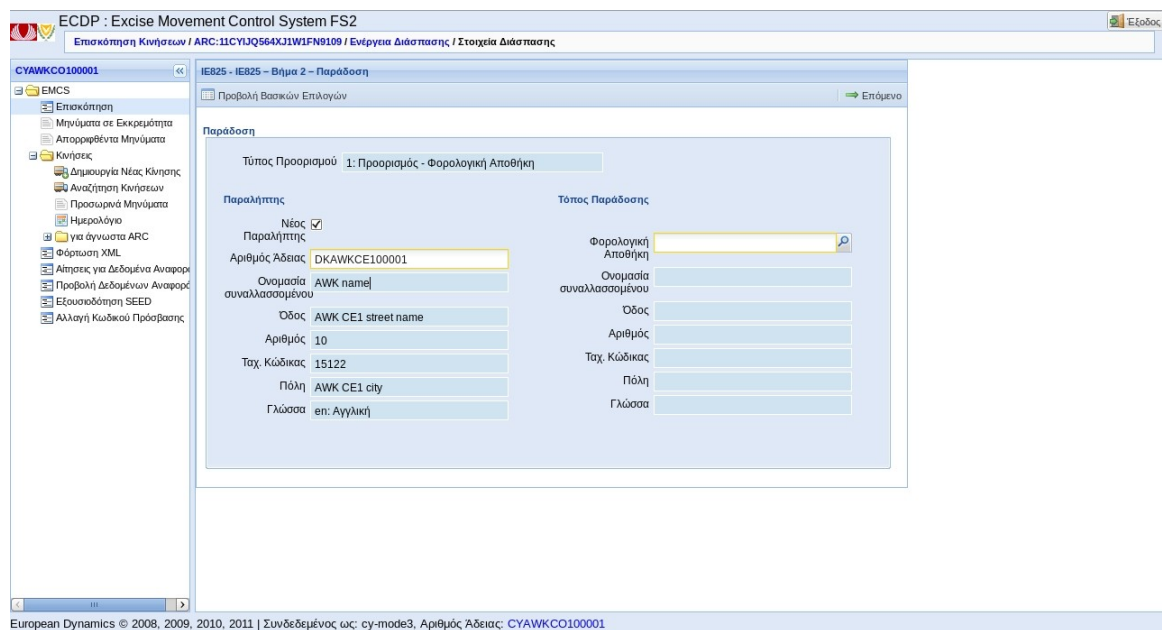 ECDP : Excise Movement Control System FS2
Έξοδος
Επισκόπηση Κινήσεων / ARC:11CYIJQ564XJ1W1FN9109 / Ενέργεια Διάσπασης / Στοιχεία Διάσπασης
CYAWKCO100001
EMCS
Επισκόπηση
Μηνύματα σε Εκκρεμότητα
Απορριφθέντα Μηνύματα
Κινήσεις
Δημιουργία Νέας Κίνησης
Αναζήτηση Κινήσεων
Προσωρινά Μηνύματα
Ημερολόγιο
για άγνωστα ARC
Φόρτωση XML
Αίτησεις για Δεδομένα Αναφορ
Προβολή Δεδομένων Αναφορά
Εξουσιοδότηση SEED
Αλλαγή Κωδικού Πρόσβασης
IE825 - IE825 – Βήμα 2 – Παράδοση
Προβολή Βασικών Επιλογών
Επόμενο
Παράδοση
Τύπος Προορισμού 1: Προορισμός - Φορολογική Αποθήκη
Παραλήπτης
Νέος
Παραλήπτης
Αριθμός Άδειας DKAWKCE100001
Ονομασία
συναλλασσομένου
AWK name
Όδος AWK CE1 street name
Αριθμός 10
Ταχ. Κώδικας 15122
Πόλη AWK CE1 city
Γλώσσα en: Αγγλική
Τόπος Παράδοσης
Φορολογική
Αποθήκη
Ονομασία
συναλλασσομένου
Όδος
Αριθμός
Ταχ. Κώδικας
Πόλη
Γλώσσα
European Dynamics © 2008, 2009, 2010, 2011 | Συνδεδεμένος ως: cy-mode3, Αριθμός Άδειας: CYAWKCO100001